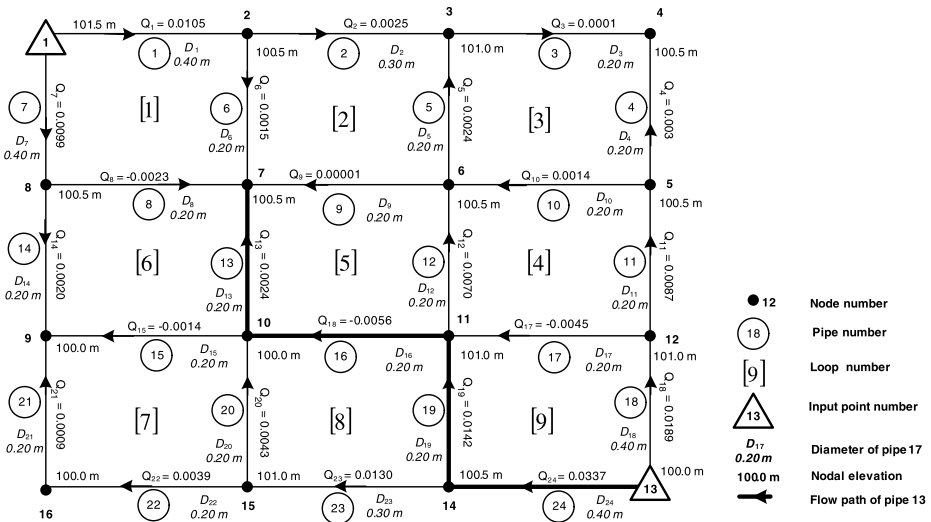 1
101.5 m
Q1 = 0.0105
2
Q2 = 0.0025
3
Q3 = 0.0001
4
1
D1
0.40 m
100.5 m
2
D2
0.30 m
101.0 m
3
D3
0.20 m
100.5 m
7
D7
0.40 m
Q7 = 0.0099
[1]
6
D6
0.20 m
Q6 = 0.0015
[2]
5
D5
0.20 m
Q5 = 0.0024
[3]
4
D4
0.20 m
Q4 = 0.003
8
Q8 = -0.0023
7
Q9 = 0.00001
6
Q10 = 0.0014
5
100.5 m
8
D8
0.20 m
100.5 m
9
D9
0.20 m
100.5 m
10
D10
0.20 m
100.5 m
14
D14
0.20 m
Q14 = 0.0020
[6]
13
D13
0.20 m
Q13 = 0.0024
[5]
12
D12
0.20 m
Q12 = 0.0070
[4]
11
D11
0.20 m
Q11 = 0.0087
9
Q15 = -0.0014
10
Q18 = -0.0056
11
Q17 = -0.0045
12
100.0 m
15
D15
0.20 m
100.0 m
16
D16
0.20 m
101.0 m
17
D17
0.20 m
101.0 m
21
D21
0.20 m
Q21 = 0.0009
[7]
20
D20
0.20 m
Q20 = 0.0043
[8]
19
D19
0.20 m
Q19 = 0.0142
[9]
18
D18
0.40 m
Q18 = 0.0189
100.0 m
Q22 = 0.0039
101.0 m
Q23 = 0.0130
100.5 m
Q24 = 0.0337
100.0 m
13
16
22
D22
0.20 m
15
23
D23
0.30 m
14
24
D24
0.40 m
12 Node number
18 Pipe number
[9] Loop number
13 Input point number
D17
0.20 m
Diameter of pipe 17
100.0 m Nodal elevation
Flow path of pipe 13